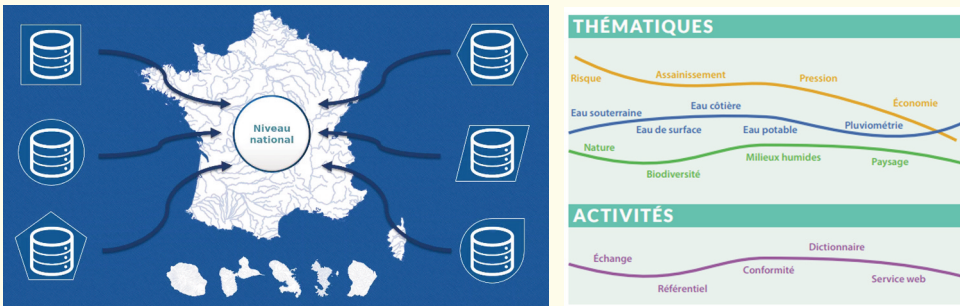 Niveau
national
THÉMATIQUES
Risque
Assainissement
Pression
Économie
Eau souterraine
Eau côtière
Eau de surface
Eau potable
Pluviométrie
Nature
Biodiversité
Milieux humides
Paysage
ACTIVITÉS
Échange
Référentiel
Conformité
Dictionnaire
Service web